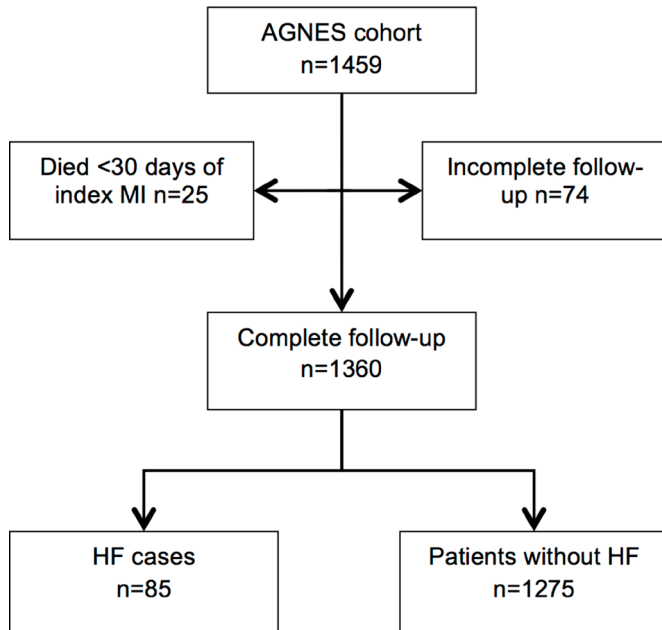 AGNES cohort
n=1459
Died <30 days of
index MI n=25
Incomplete follow-
up n=74
Complete follow-up
n=1360
HF cases
n=85
Patients without HF
n=1275